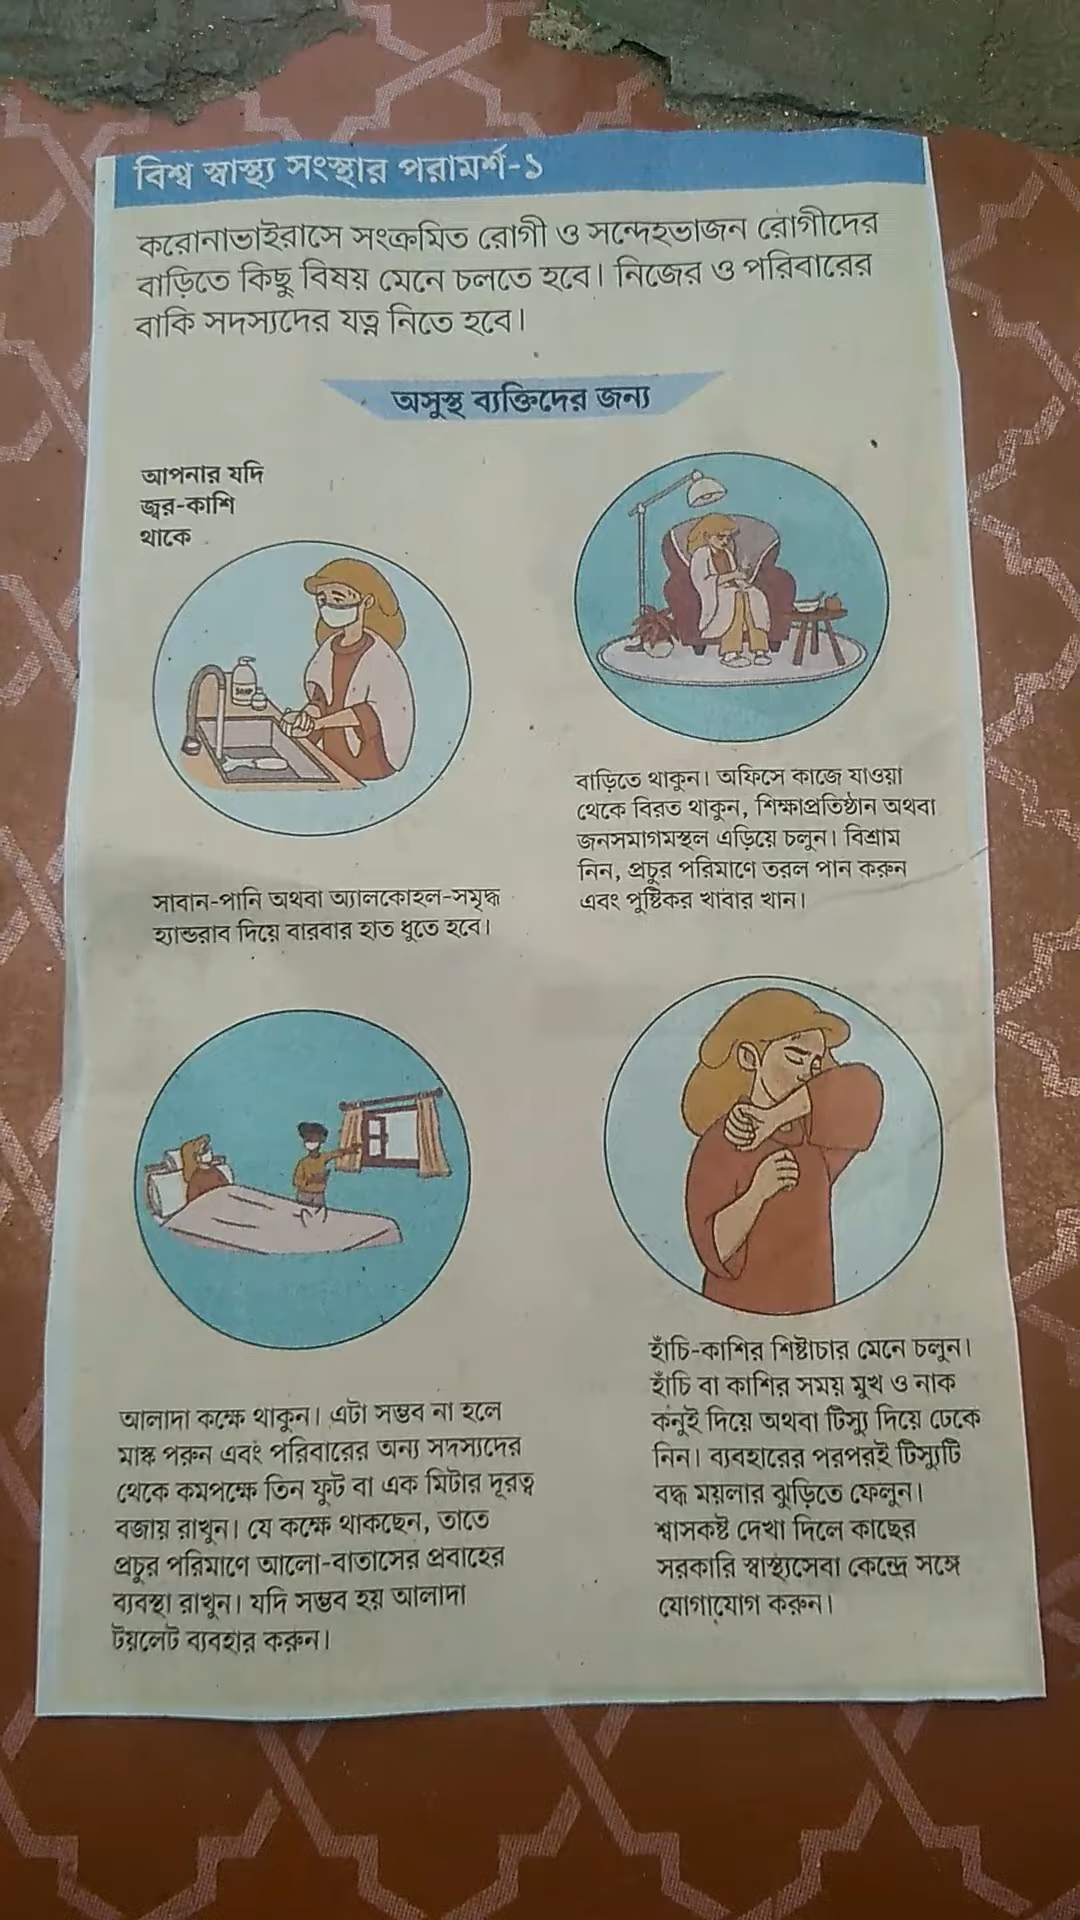 বিশ্ব স্বাস্থ্য সংস্থার পরামর্শ-১
করোনাভাইরাসে সংক্রমিত রোগী ও সন্দেহভাজন রোগীদের
বাড়িতে কিছু বিষয় মেনে চলতে হবে। নিজের ও পরিবারের
বাকি সদস্যদের যত্ন নিতে হবে।
অসুস্থ ব্যক্তিদের জন্য
আপনার যদি
জ্বর-কাশি
থাকে
SOAP
সাবান-পানি অথবা অ্যালকোহল-সমৃদ্ধ
হ্যান্ডরাব দিয়ে বারবার হাত ধুতে হবে।
বাড়িতে থাকুন। অফিসে কাজে যাওয়া
থেকে বিরত থাকুন, শিক্ষাপ্রতিষ্ঠান অথবা
জনসমাগমস্থল এড়িয়ে চলুন। বিশ্রাম
নিন, প্রচুর পরিমাণে তরল পান করুন
এবং পুষ্টিকর খাবার খান।
আলাদা কক্ষে থাকুন। এটা সম্ভব না হলে
মাস্ক পরুন এবং পরিবারের অন্য সদস্যদের
থেকে কমপক্ষে তিন ফুট বা এক মিটার দূরত্ব
বজায় রাখুন। যে কক্ষে থাকছেন, তাতে
প্রচুর পরিমাণে আলো-বাতাসের প্রবাহের
ব্যবস্থা রাখুন। যদি সম্ভব হয় আলাদা
টয়লেট ব্যবহার করুন।
হাঁচি-কাশির শিষ্টাচার মেনে চলুন।
হাঁচি বা কাশির সময় মুখ ও নাক
কনুই দিয়ে অথবা টিস্যু দিয়ে ঢেকে
নিন। ব্যবহারের পরপরই টিস্যুটি
বদ্ধ ময়লার ঝুড়িতে ফেলুন।
শ্বাসকষ্ট দেখা দিলে কাছের
সরকারি স্বাস্থ্যসেবা কেন্দ্রে সঙ্গে
যোগাযোগ করুন।